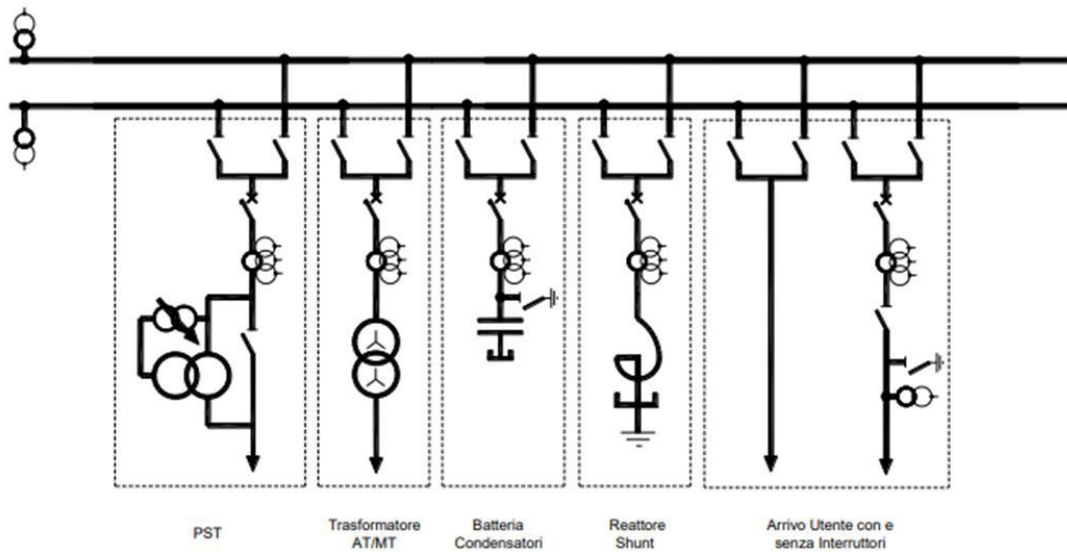 PST
Trasformatore
AT/MT
Batteria
Condensatori
Reattore
Shunt
Arrivo Utente con e
senza Interruttori